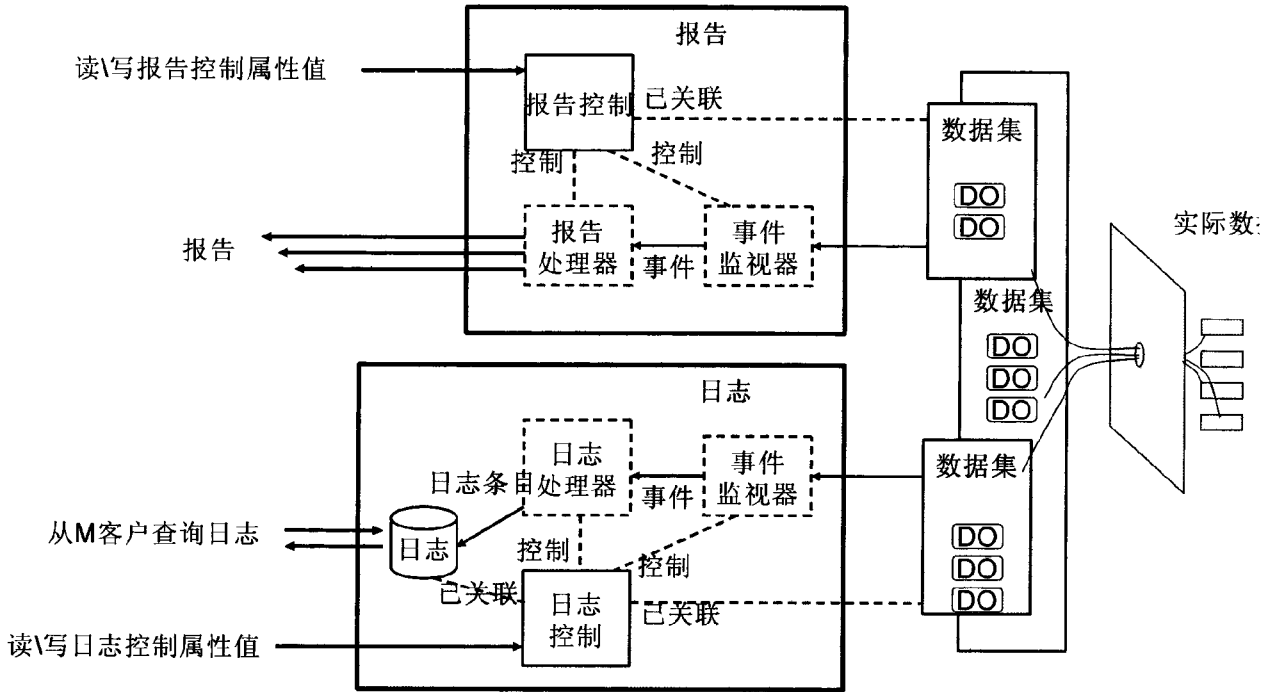 报告
读\写报告控制属性值
报告控制
已关联
数据集
控制
控制
DO
DO
实际数
报告
报告
处理器
事件
事件
监视器
数据集
DO
DO
DO
日志
日志条目
日志
处理器
事件
事件
监视器
数据集
从M客户查询日志
日志
控制
控制
DO
DO
DO
已关联
日志
控制
已关联
读\写日志控制属性值